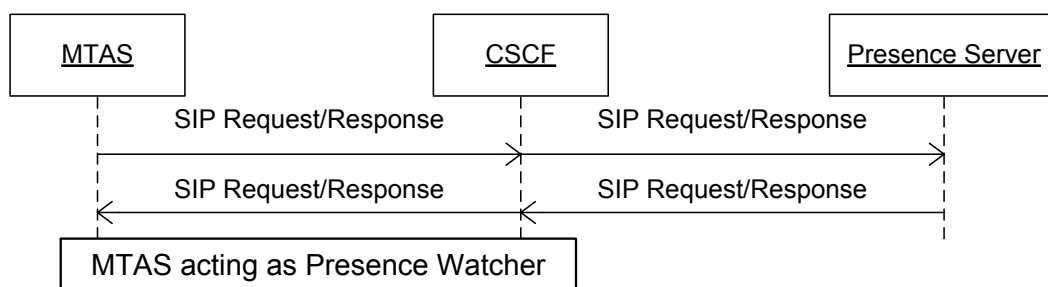 MTAS
CSCF
Presence Server
SIP Request/Response
SIP Request/Response
SIP Request/Response
SIP Request/Response
MTAS acting as Presence Watcher